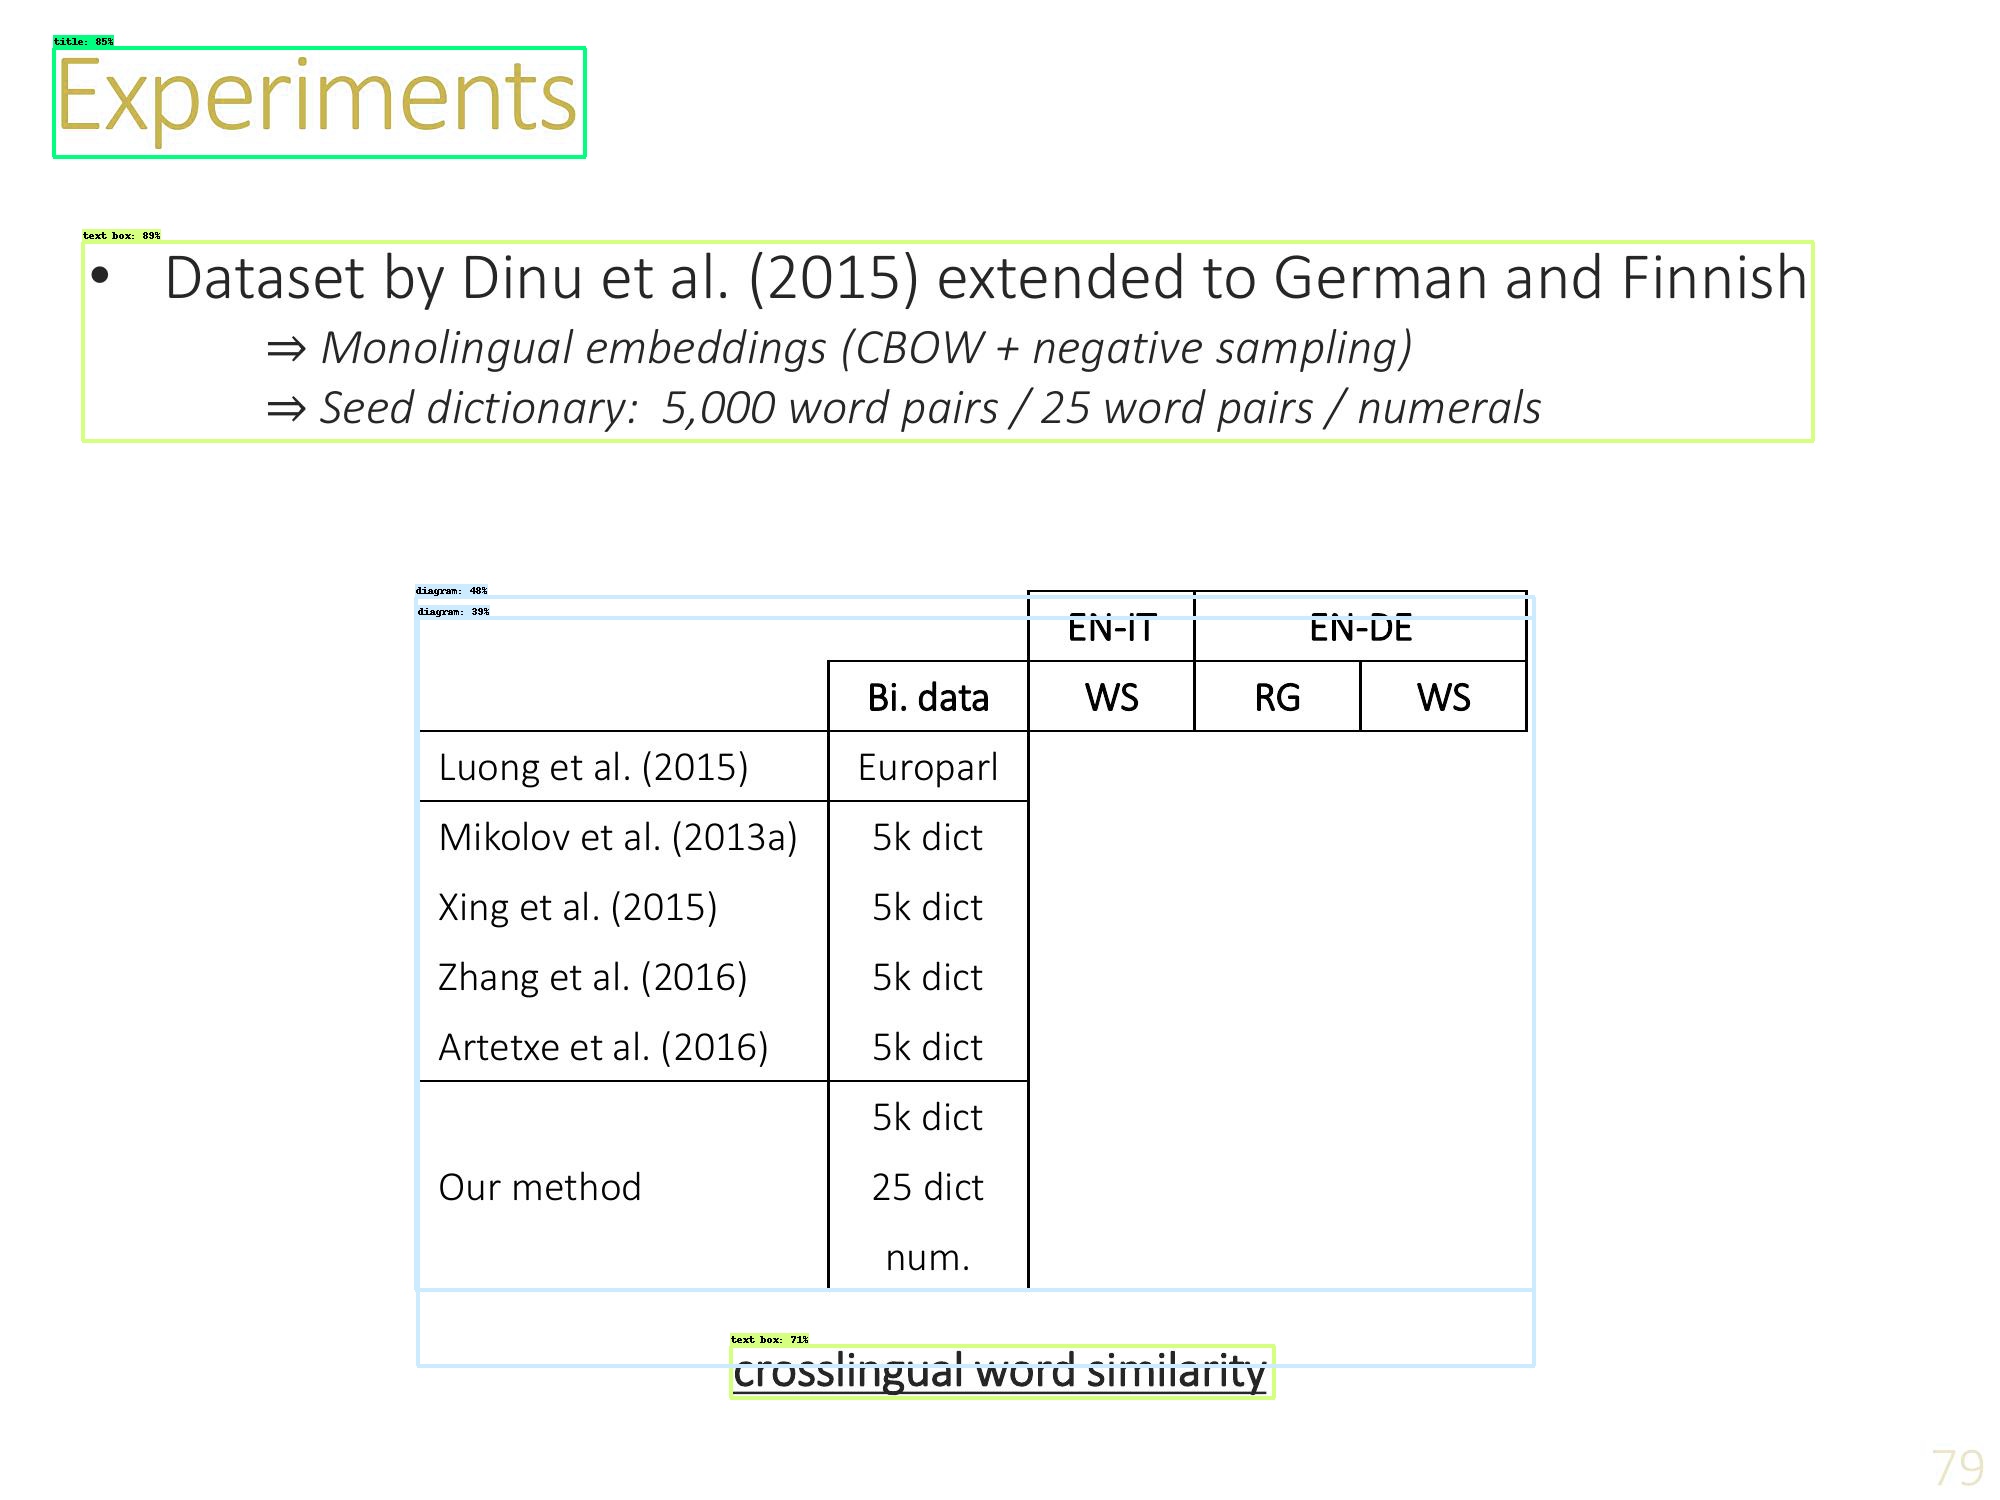 title: 85%
Experiments
text box: 89%
• Dataset by Dinu et al. (2015) extended to German and Finnish
⇒ Monolingual embeddings (CBOW + negative sampling)
⇒ Seed dictionary: 5,000 word pairs / 25 word pairs / numerals
diagram: 48%
diagram: 39%
EN-IT EN-DE
Bi. data WS RG WS
Luong et al. (2015) Europarl
Mikolov et al. (2013a) 5k dict
Xing et al. (2015) 5k dict
Zhang et al. (2016) 5k dict
Artetxe et al. (2016) 5k dict
5k dict
Our method 25 dict
num.
text box: 71%
crosslingual word similarity
79